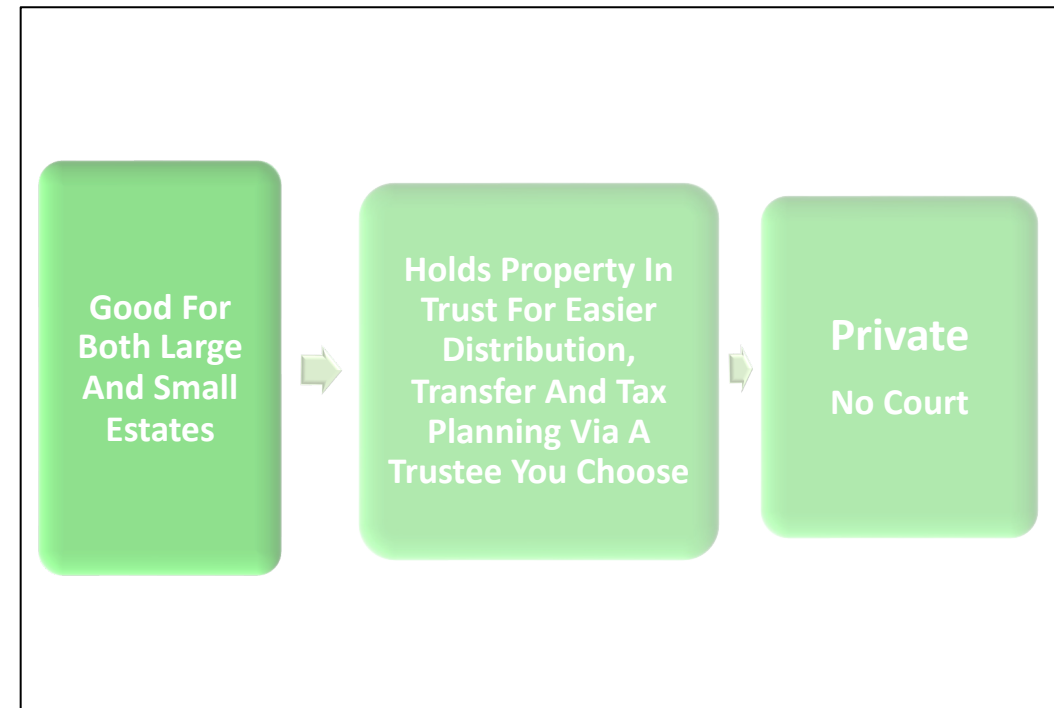 Good For
Both Large
And Small
Estates
Holds Property In
Trust For Easier
Distribution,
Transfer And Tax
Planning Via A
Trustee You Choose
Private
No Court